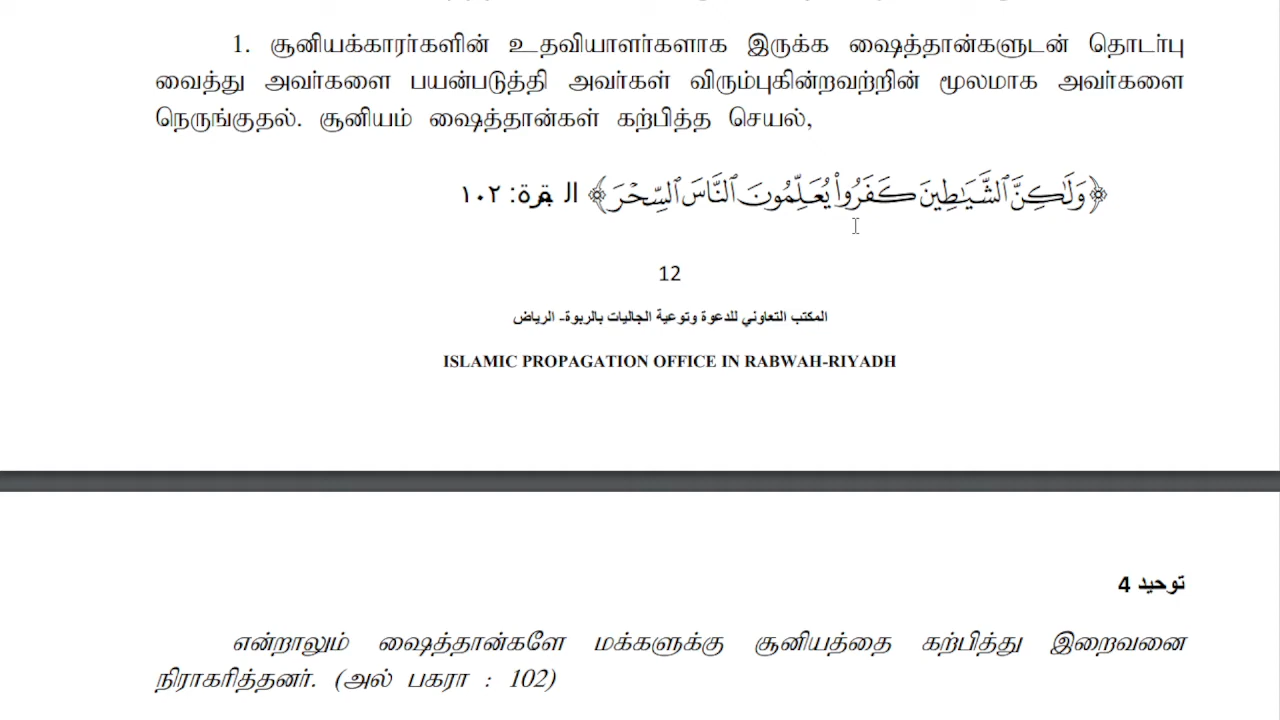 1. சூனியக்காரர்களின் உதவியாளர்களாக இருக்க ஷைத்தான்களுடன் தொடர்பு
வைத்து அவர்களை பயன்படுத்தி அவர்கள் விரும்புகின்றவற்றின் மூலமாக அவர்களை
நெருங்குதல். சூனியம் ஷைத்தான்கள் கற்பித்த செயல்,
﴿وَلَٰكِنَّ ٱلشَّيَٰطِينَ كَفَرُوا۟ يُعَلِّمُونَ ٱلنَّاسَ ٱلسِّحْرَ﴾ البقرة: ١٠٢
12
المكتب التعاوني للدعوة وتوعية الجاليات بالربوة- الرياض
ISLAMIC PROPAGATION OFFICE IN RABWAH-RIYADH
توحيد 4
என்றாலும் ஷைத்தான்களே மக்களுக்கு சூனியத்தை கற்பித்து இறைவனை
நிராகரித்தனர். (அல் பகரா : 102)